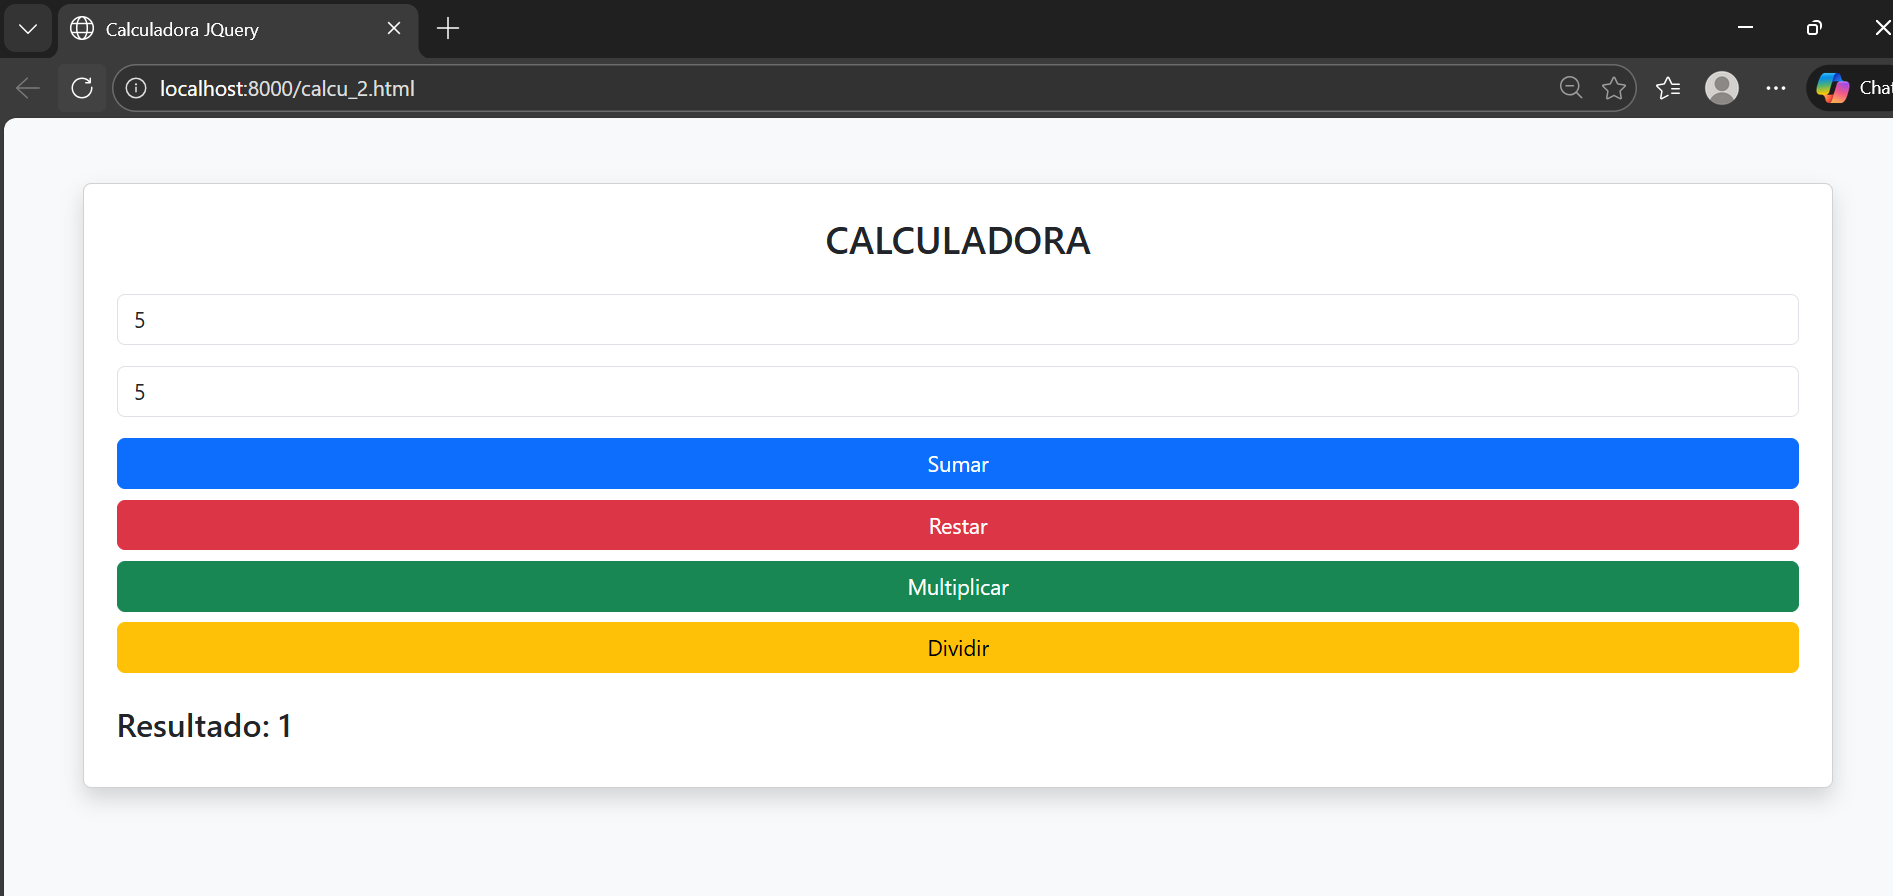 Calculadora JQuery
localhost:8000/calcu_2.html
Chat
CALCULADORA
5
5
Sumar
Restar
Multiplicar
Dividir
Resultado: 1